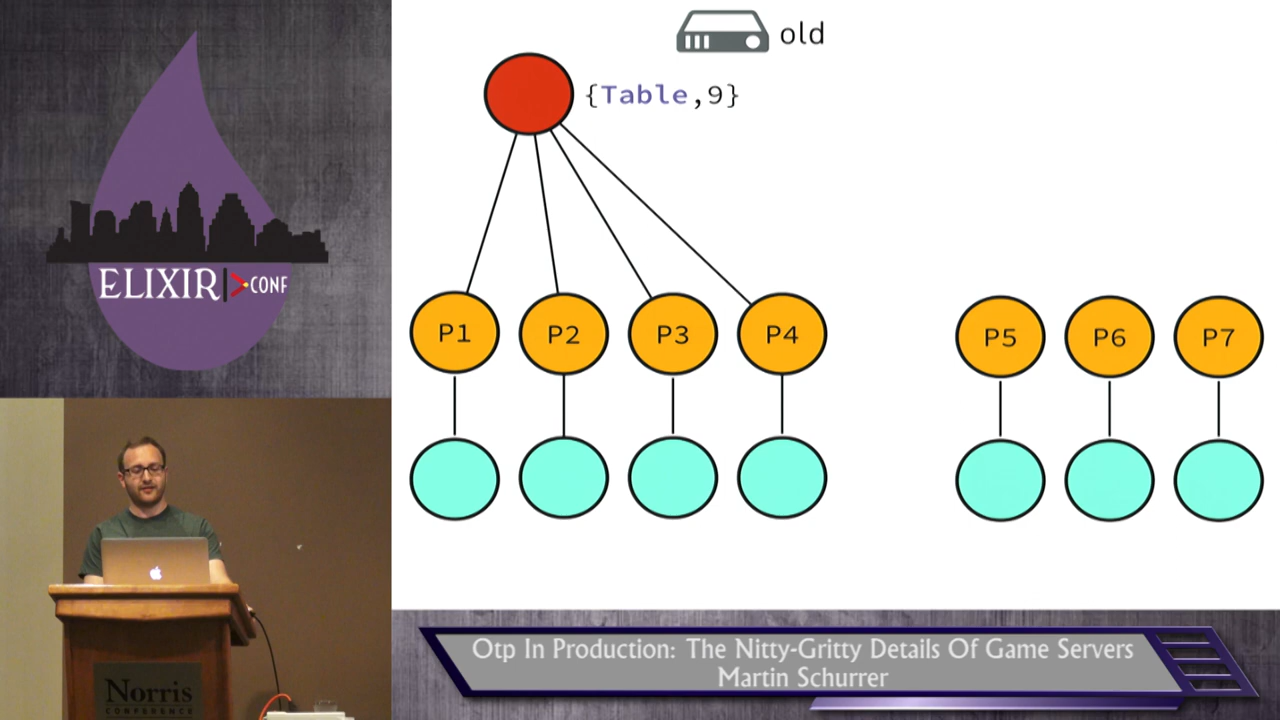 old
{Table,9}
P1
P2
P3
P4
P5
P6
P7
ELIXIR CONF
Norris
CONFERENCE
Otp In Production: The Nitty-Gritty Details Of Game Servers
Martin Schurrer